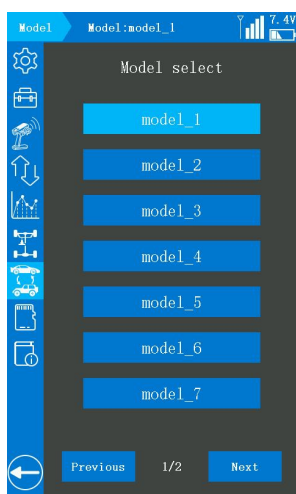 Model Model:model_1 7.4V
Model select
model_1
model_2
model_3
model_4
model_5
model_6
model_7
Previous 1/2 Next